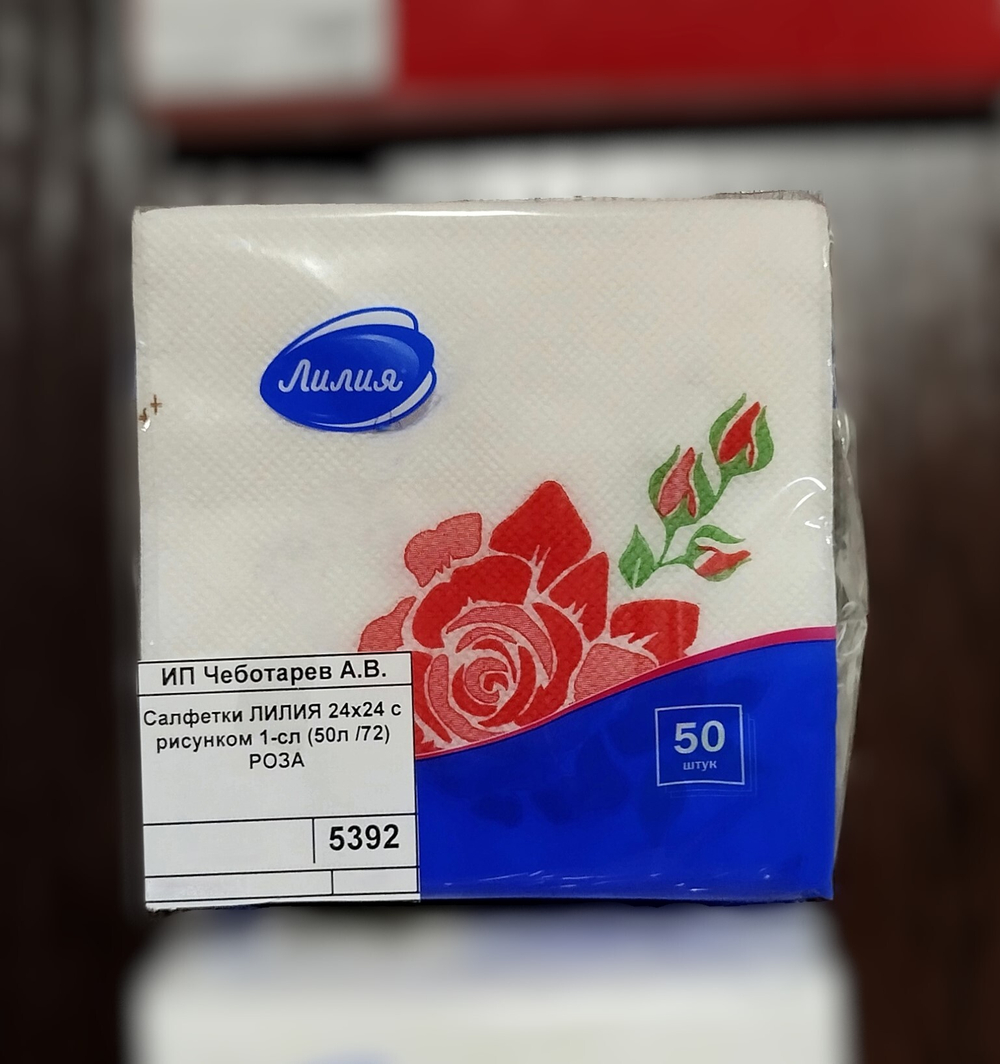 Лилия
ИП Чеботарев А.В.
Салфетки ЛИЛИЯ 24х24 с
рисунком 1-сл (50л /72)
РОЗА
5392
50
штук